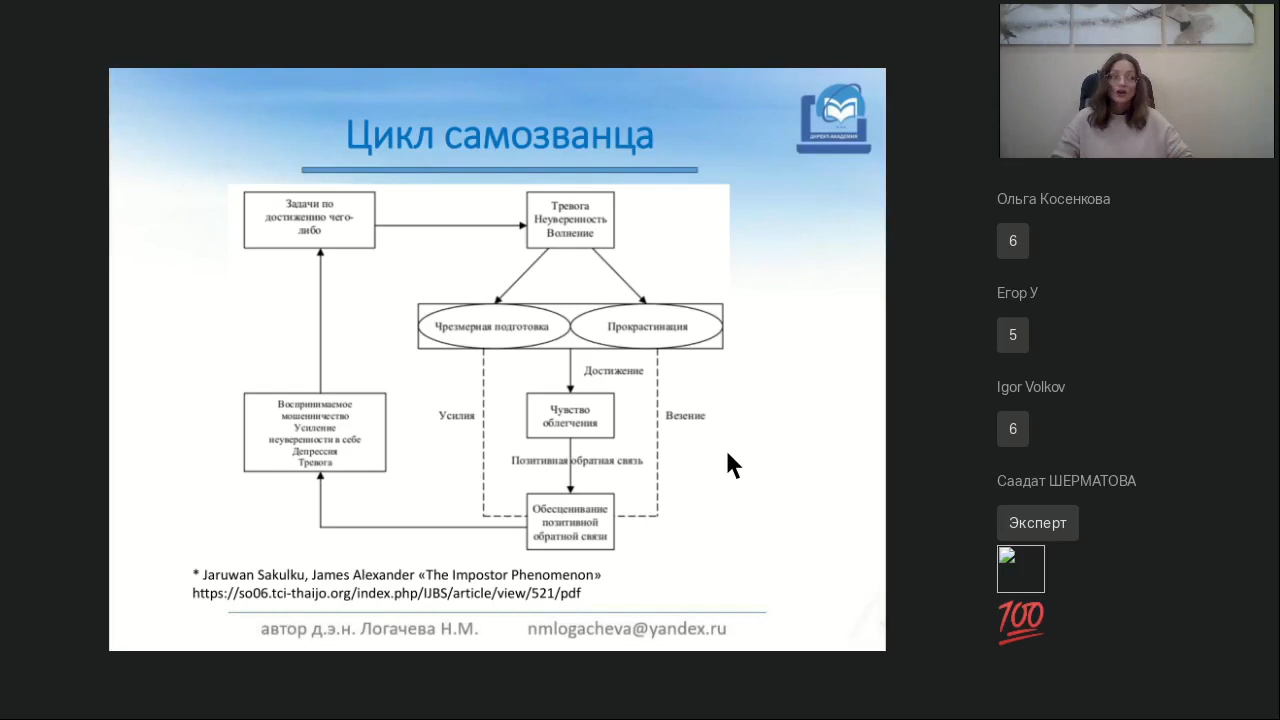 ДИРЕКТ-АКАДЕМИЯ
Цикл самозванца
Задачи по
достижению чего-
либо
Тревога
Неуверенность
Волнение
Чрезмерная подготовка
Прокрастинация
Достижение
Воспринимаемое
мошенничество
Усиление
неуверенности в себе
Депрессия
Тревога
Усилия
Чувство
облегчения
Везение
Позитивная обратная связь
Обесценивание
позитивной
обратной связи
* Jaruwan Sakulku, James Alexander «The Impostor Phenomenon»
https://so06.tci-thaijo.org/index.php/IJBS/article/view/521/pdf
автор д.э.н. Логачева Н.М. nmlogacheva@yandex.ru
Ольга Косенкова
6
Егор У
5
Igor Volkov
6
Саадат ШЕРМАТОВА
Эксперт
100